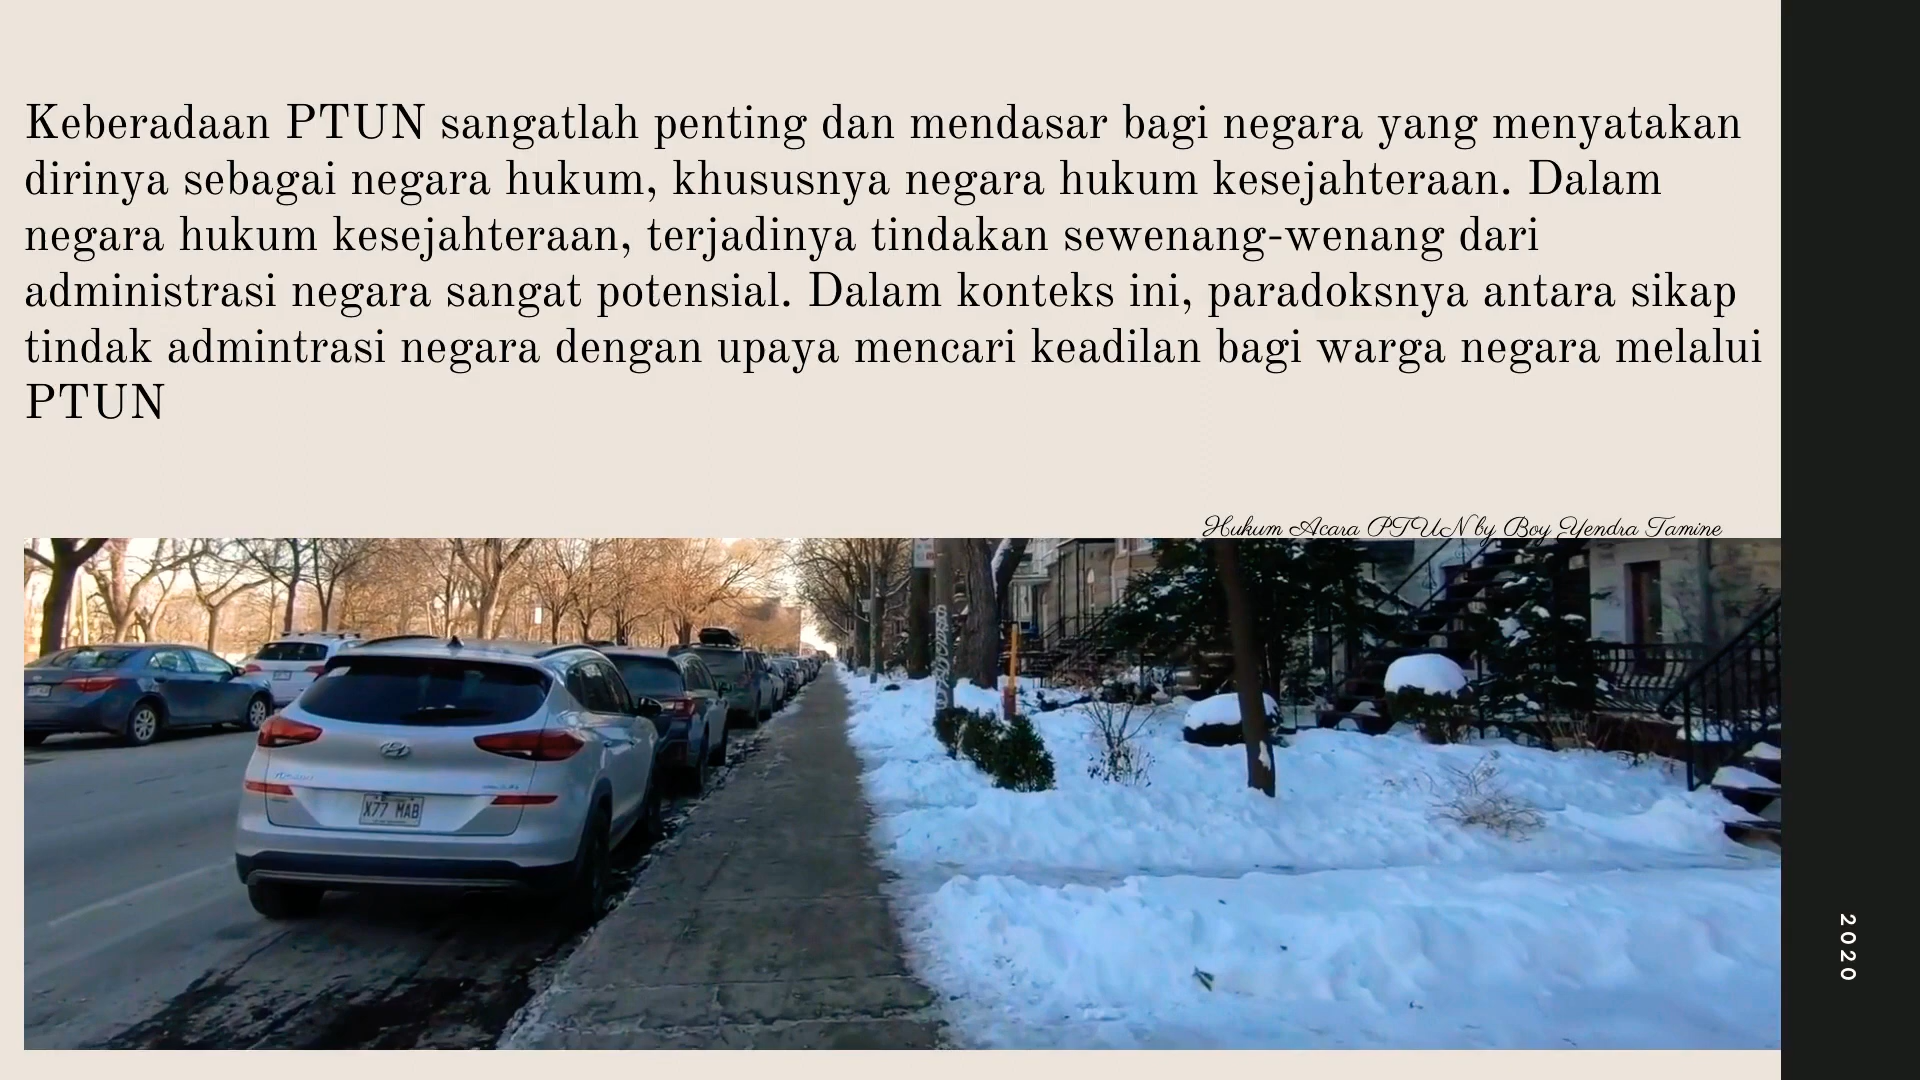 Keberadaan PTUN sangatlah penting dan mendasar bagi negara yang menyatakan
dirinya sebagai negara hukum, khususnya negara hukum kesejahteraan. Dalam
negara hukum kesejahteraan, terjadinya tindakan sewenang-wenang dari
administrasi negara sangat potensial. Dalam konteks ini, paradoksnya antara sikap
tindak admintrasi negara dengan upaya mencari keadilan bagi warga negara melalui
PTUN
Hukum Acara PTUN by Boy Yendra Tamine
X77 MAB
2020